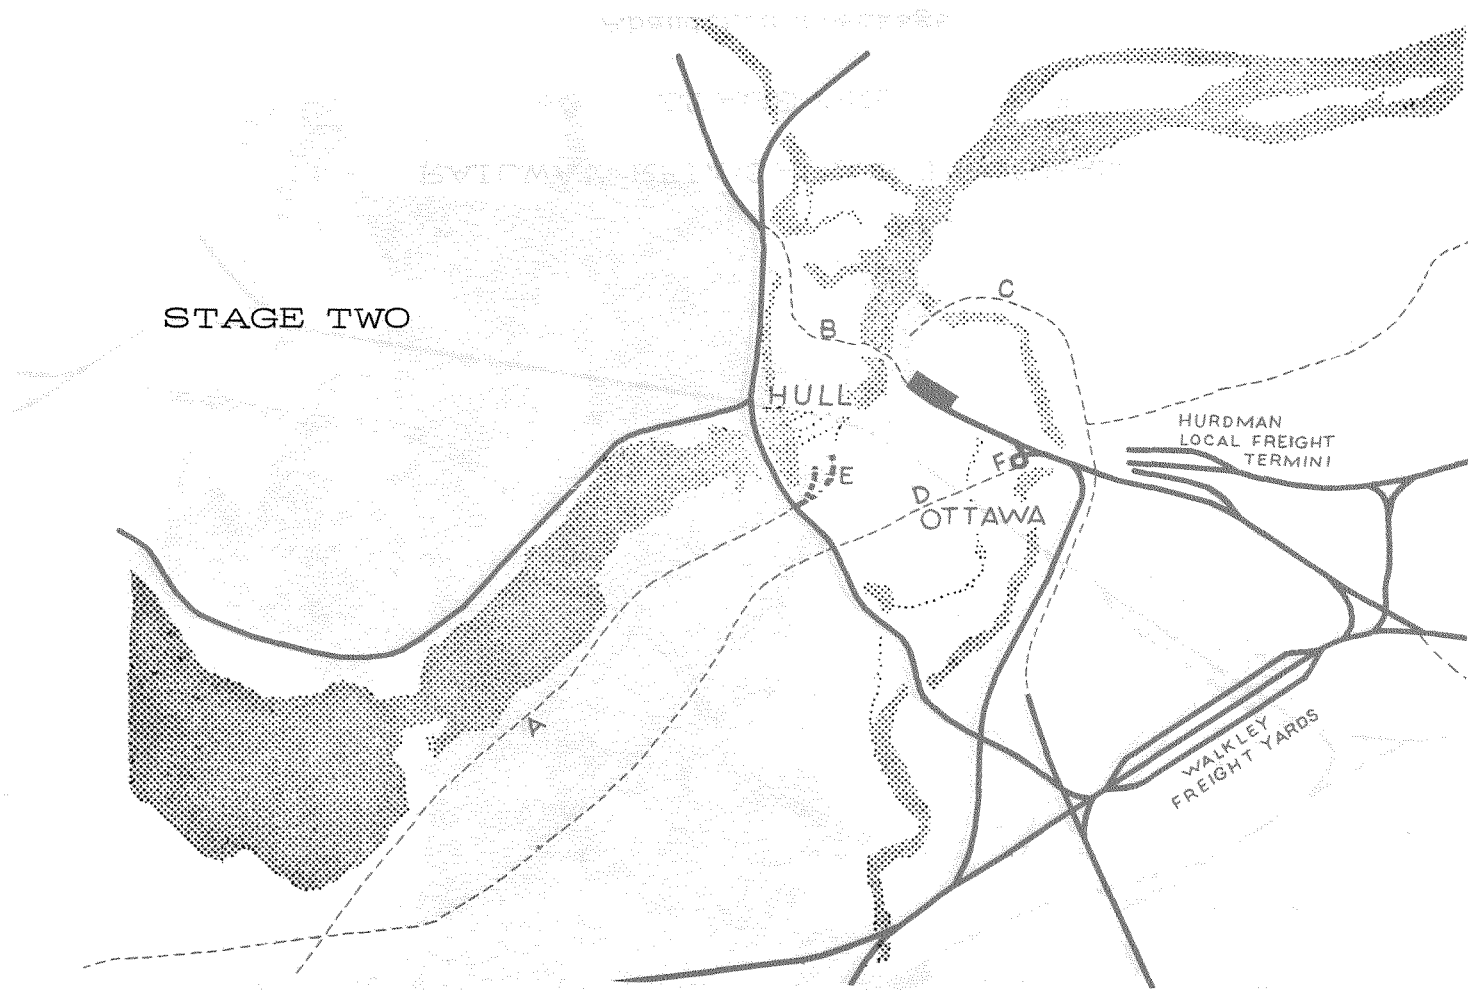 STAGE TWO
C
B
HULL
HURDMAN
LOCAL FREIGHT
TERMINI
F
E
D
OTTAWA
A
WALKLEY
FREIGHT YARDS